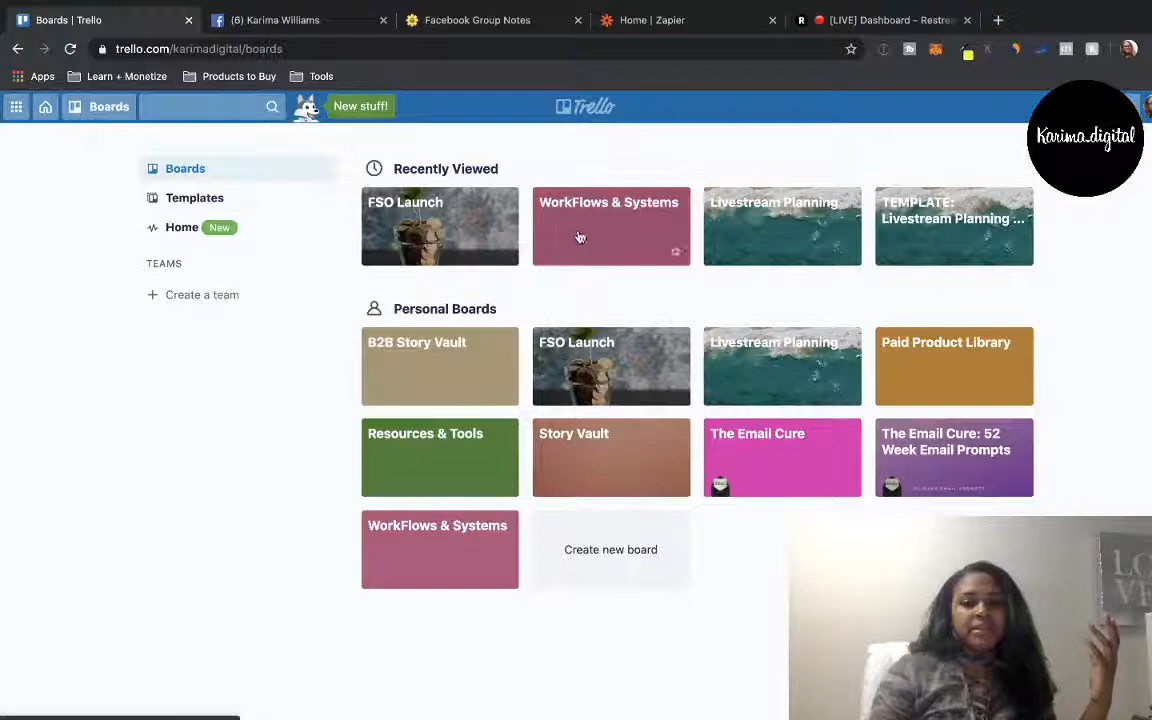 Boards | Trello
(6) Karima Williams
Facebook Group Notes
Home | Zapier
[LIVE] Dashboard – Restre
trello.com/karimadigital/boards
Apps
Learn + Monetize
Products to Buy
Tools
Boards
New stuff!
Trello
Karima.digital
Boards
Templates
Home New
TEAMS
Create a team
Recently Viewed
FSO Launch
WorkFlows & Systems
Livestream Planning
TEMPLATE:
Livestream Planning ...
Personal Boards
B2B Story Vault
FSO Launch
Livestream Planning
Paid Product Library
Resources & Tools
Story Vault
The Email Cure
The Email Cure: 52
Week Email Prompts
WorkFlows & Systems
Create new board
LO
VE